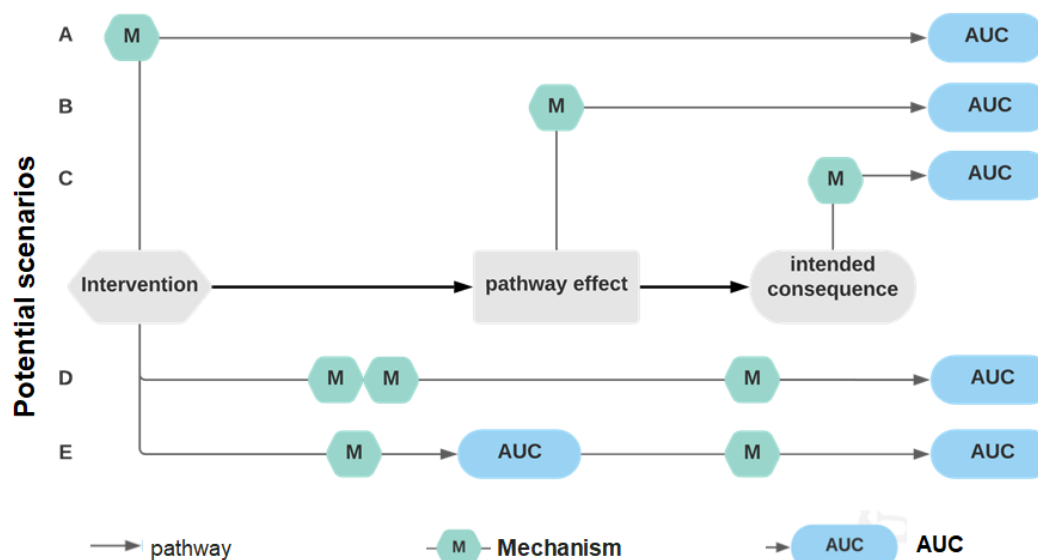 Potential scenarios
A
M
AUC
B
M
AUC
C
M
AUC
Intervention
pathway effect
intended
consequence
D
M
M
M
AUC
E
M
AUC
M
AUC
pathway
M
Mechanism
AUC
AUC